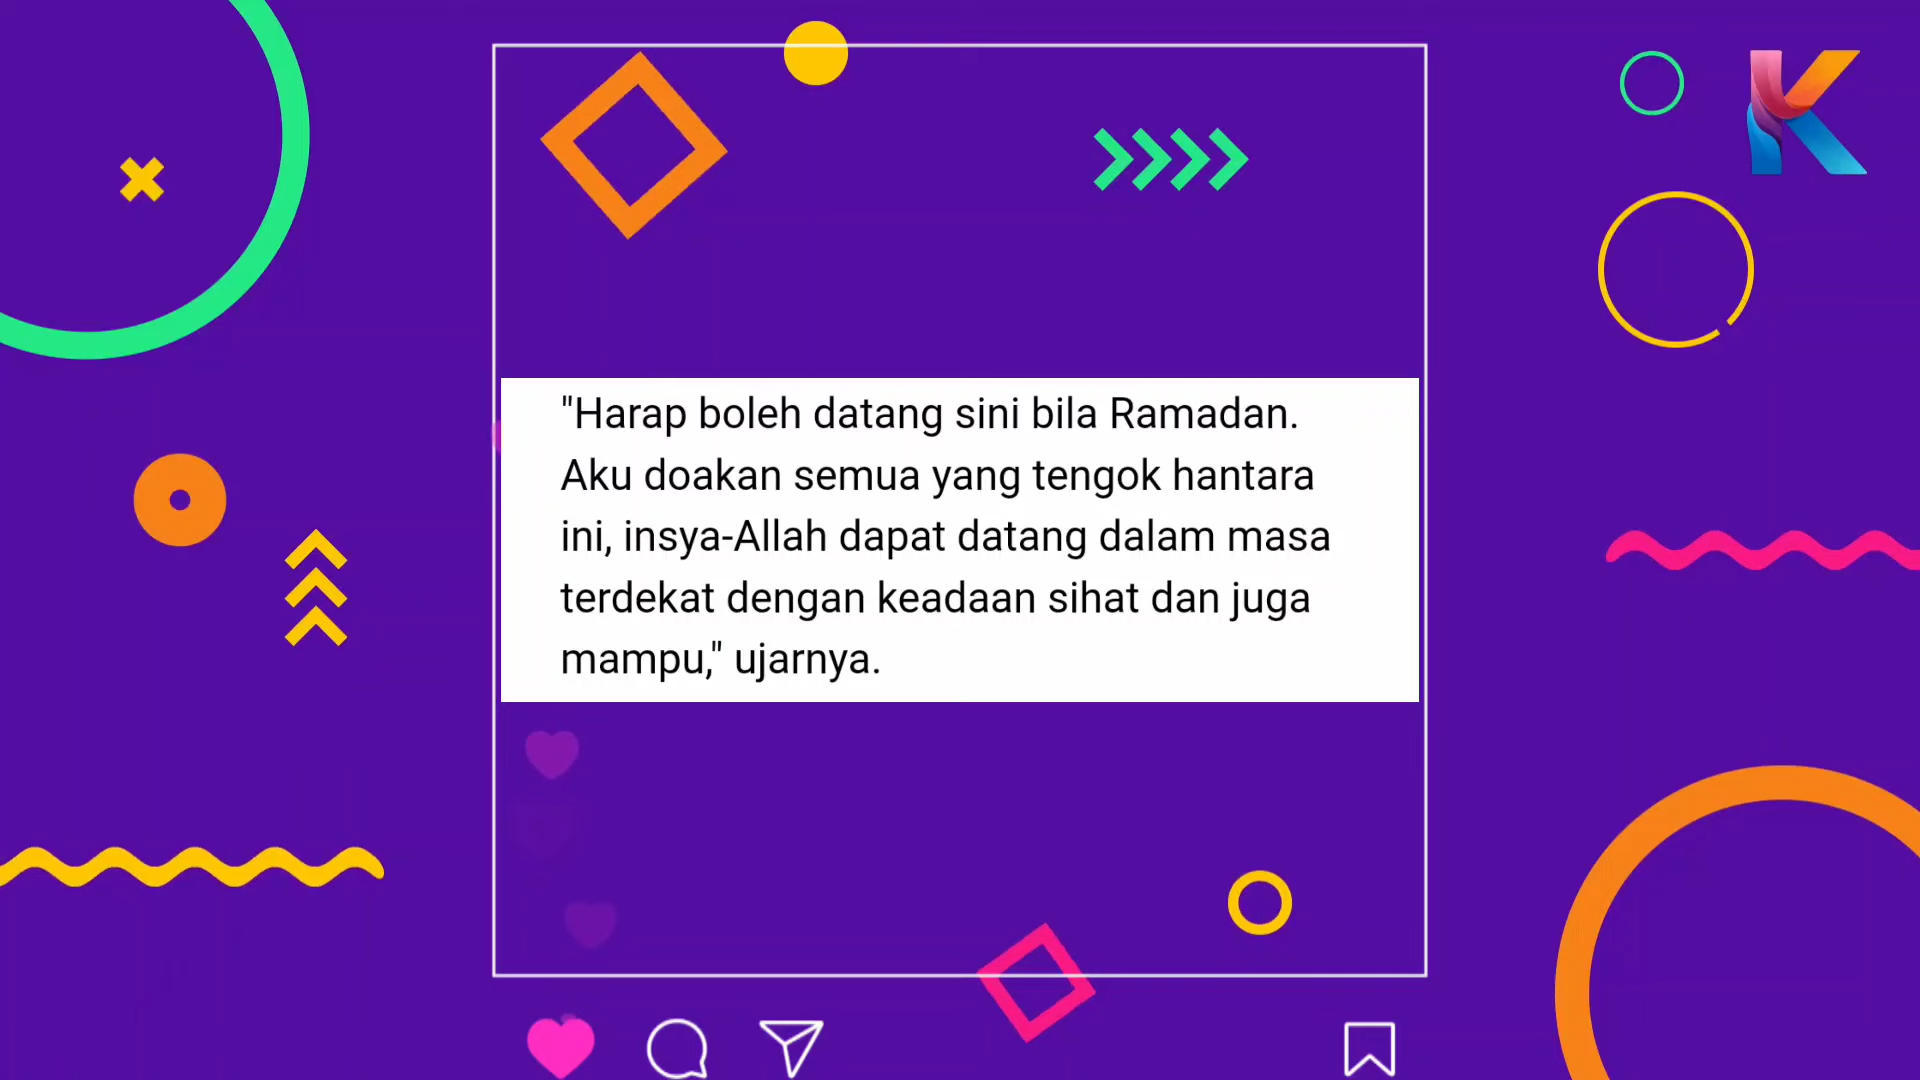 "Harap boleh datang sini bila Ramadan.
Aku doakan semua yang tengok hantara
ini, insya-Allah dapat datang dalam masa
terdekat dengan keadaan sihat dan juga
mampu," ujarnya.